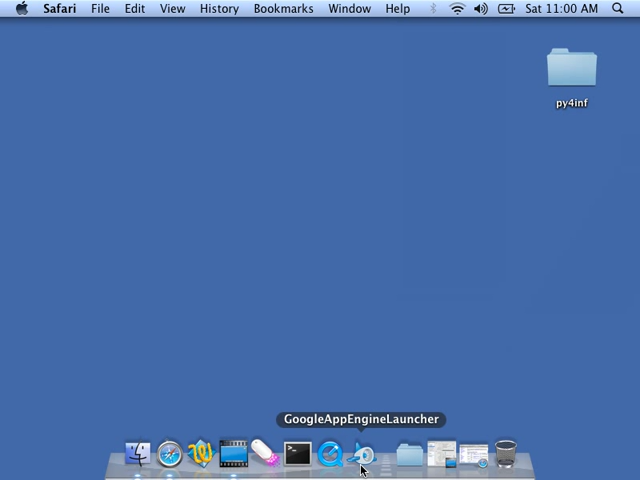 Safari File Edit View History Bookmarks Window Help Sat 11:00 AM
py4inf
GoogleAppEngineLauncher